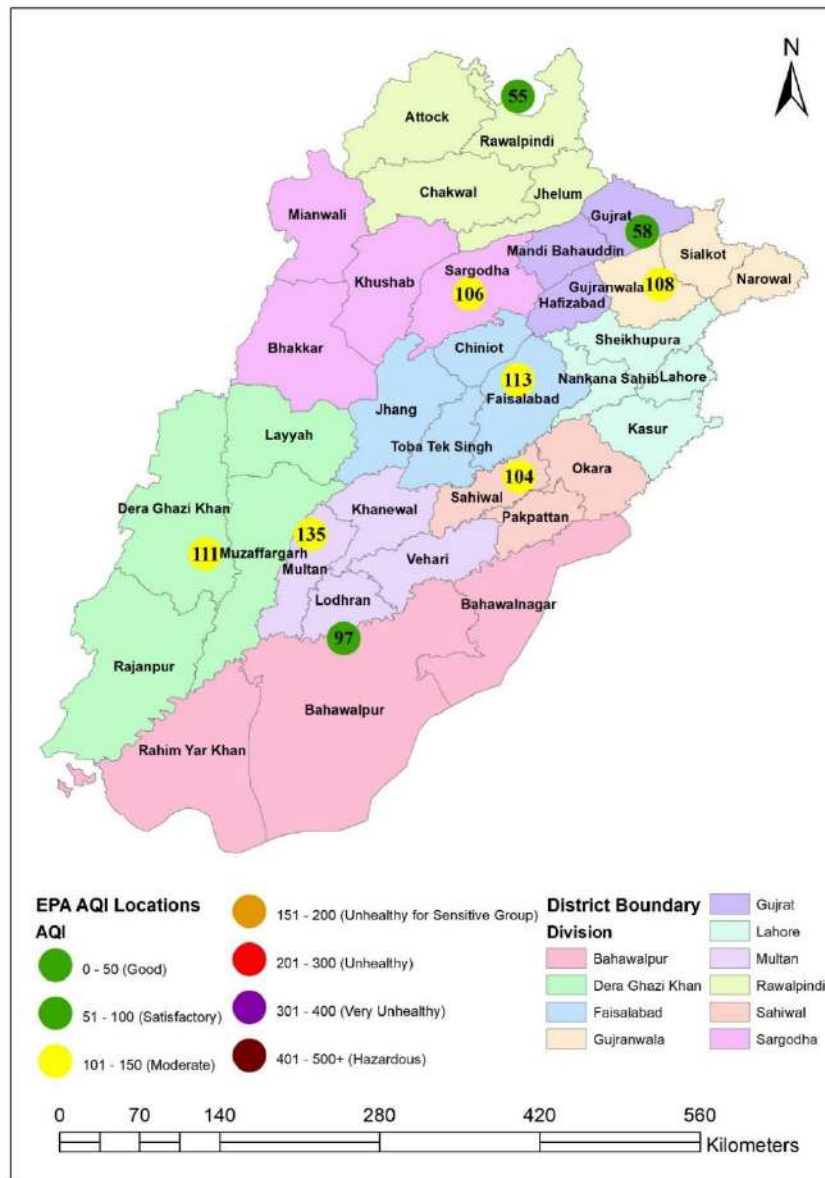 N
55
Attock
Rawalpindi
Chakwal
Jhelum
Mianwali
Gujrat
58
Mandi Bahauddin
Sialkot
Khushab
Sargodha
106
Gujranwala
108
Narowal
Hafizabad
Bhakkar
Chiniot
Sheikhupura
113
Faisalabad
Nankana Sahib
Lahore
Jhang
Layyah
Toba Tek Singh
Kasur
104
Okara
Dera Ghazi Khan
Khanewal
Sahiwal
Pakpattan
111
Muzaffargarh
135
Multan
Vehari
Lodhran
Bahawalnagar
97
Rajanpur
Bahawalpur
Rahim Yar Khan
EPA AQI Locations
AQI
0 - 50 (Good)
51 - 100 (Satisfactory)
101 - 150 (Moderate)
151 - 200 (Unhealthy for Sensitive Group)
201 - 300 (Unhealthy)
301 - 400 (Very Unhealthy)
401 - 500+ (Hazardous)
District Boundary
Division
Bahawalpur
Dera Ghazi Khan
Faisalabad
Gujranwala
Gujrat
Lahore
Multan
Rawalpindi
Sahiwal
Sargodha
0 70 140 280 420 560
Kilometers